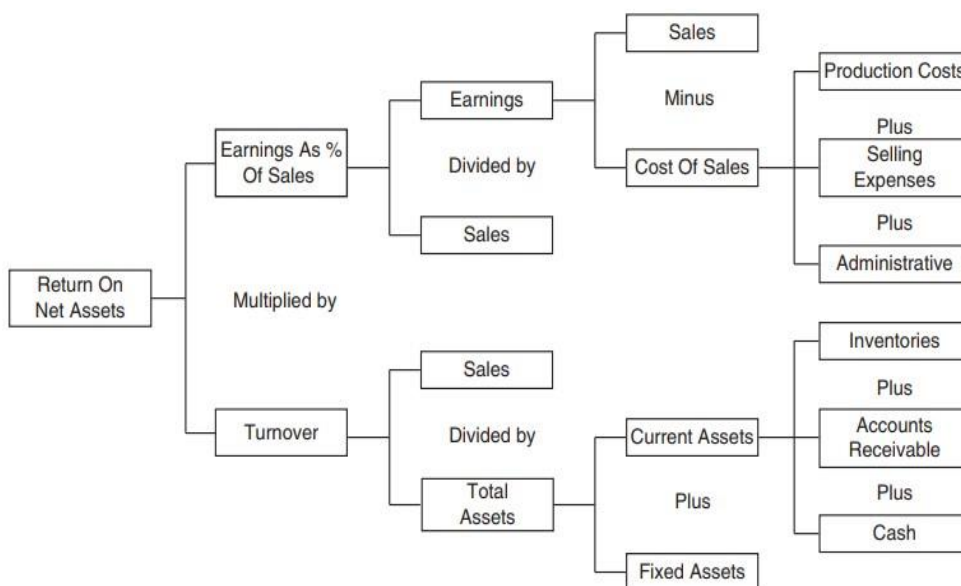 Sales
Production Costs
Earnings
Minus
Plus
Earnings As %
Of Sales
Divided by
Cost Of Sales
Selling
Expenses
Plus
Sales
Administrative
Return On
Net Assets
Multiplied by
Inventories
Sales
Plus
Turnover
Divided by
Current Assets
Accounts
Receivable
Total
Assets
Plus
Plus
Cash
Fixed Assets